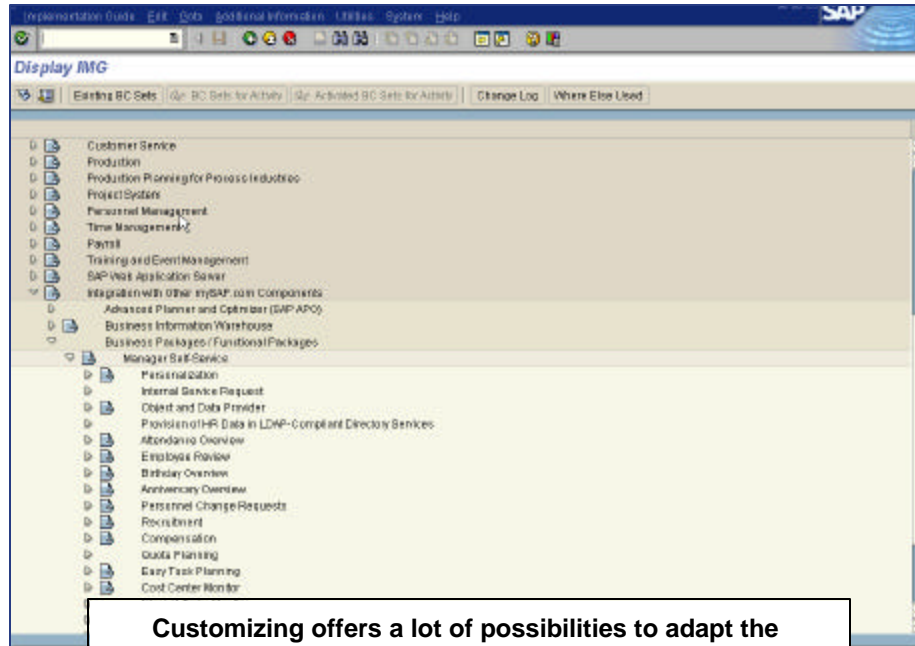 Implementation Guide Edit Goto Additional Information Utilities System Help
SAP
Display IMG
Existing BC Sets BC Sets for Activity Activated BC Sets for Activity Change Log Where Else Used
Customer Service
Production
Production Planning for Process Industries
Project System
Personnel Management
Time Management
Payroll
Training and Event Management
SAP Web Application Server
Integration with Other mySAP.com Components
Advanced Planner and Optimizer (SAP APO)
Business Information Warehouse
Business Packages / Functional Packages
Manager Self-Service
Personalization
Internal Service Request
Object and Data Provider
Provision of HR Data in LDAP-Compliant Directory Services
Attendance Overview
Employee Review
Birthday Overview
Anniversary Overview
Personnel Change Requests
Recruitment
Compensation
Quota Planning
Easy Task Planning
Cost Center Monitor
Customizing offers a lot of possibilities to adapt the